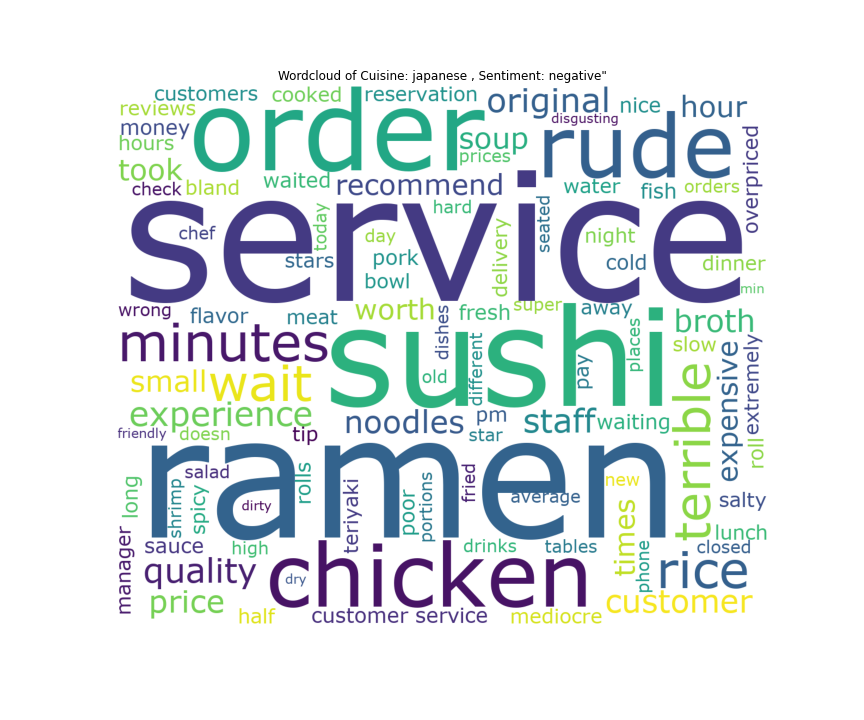 Wordcloud of Cuisine: japanese , Sentiment: negative"
customers
cooked
reservation
original
nice
hour
reviews
order
disgusting
money
soup
rude
overpriced
hours
prices
took
check
bland
waited
recommend
water
fish
orders
service
today
hard
seated
chef
day
delivery
night
stars
pork
cold
dinner
bowl
min
wrong
flavor
meat
worth
fresh
super
away
broth
minutes
sushi
dishes
different
places
slow
small
wait
old
pay
terrible
expensive
extremely
experience
noodles
pm
staff
waiting
friendly
doesn
tip
star
roll
ramen
long
salad
rolls
shrimp
spicy
dirty
teriyaki
poor
portions
fried
average
new
salty
manager
sauce
high
drinks
tables
times
phone
closed
lunch
quality
dry
chicken
rice
price
half
customer service
mediocre
customer